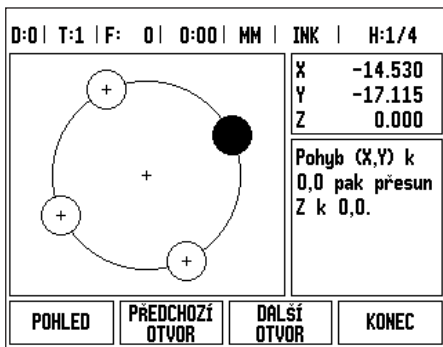 D:0| T:1 |F: 0| 0:00| MM | INK | H:1/4
X -14.530
Y -17.115
Z 0.000
Pohyb (X,Y) k
0,0 pak přesun
Z k 0,0.
POHLED
PŘEDCHOZÍ
OTVOR
DALŠÍ
OTVOR
KONEC